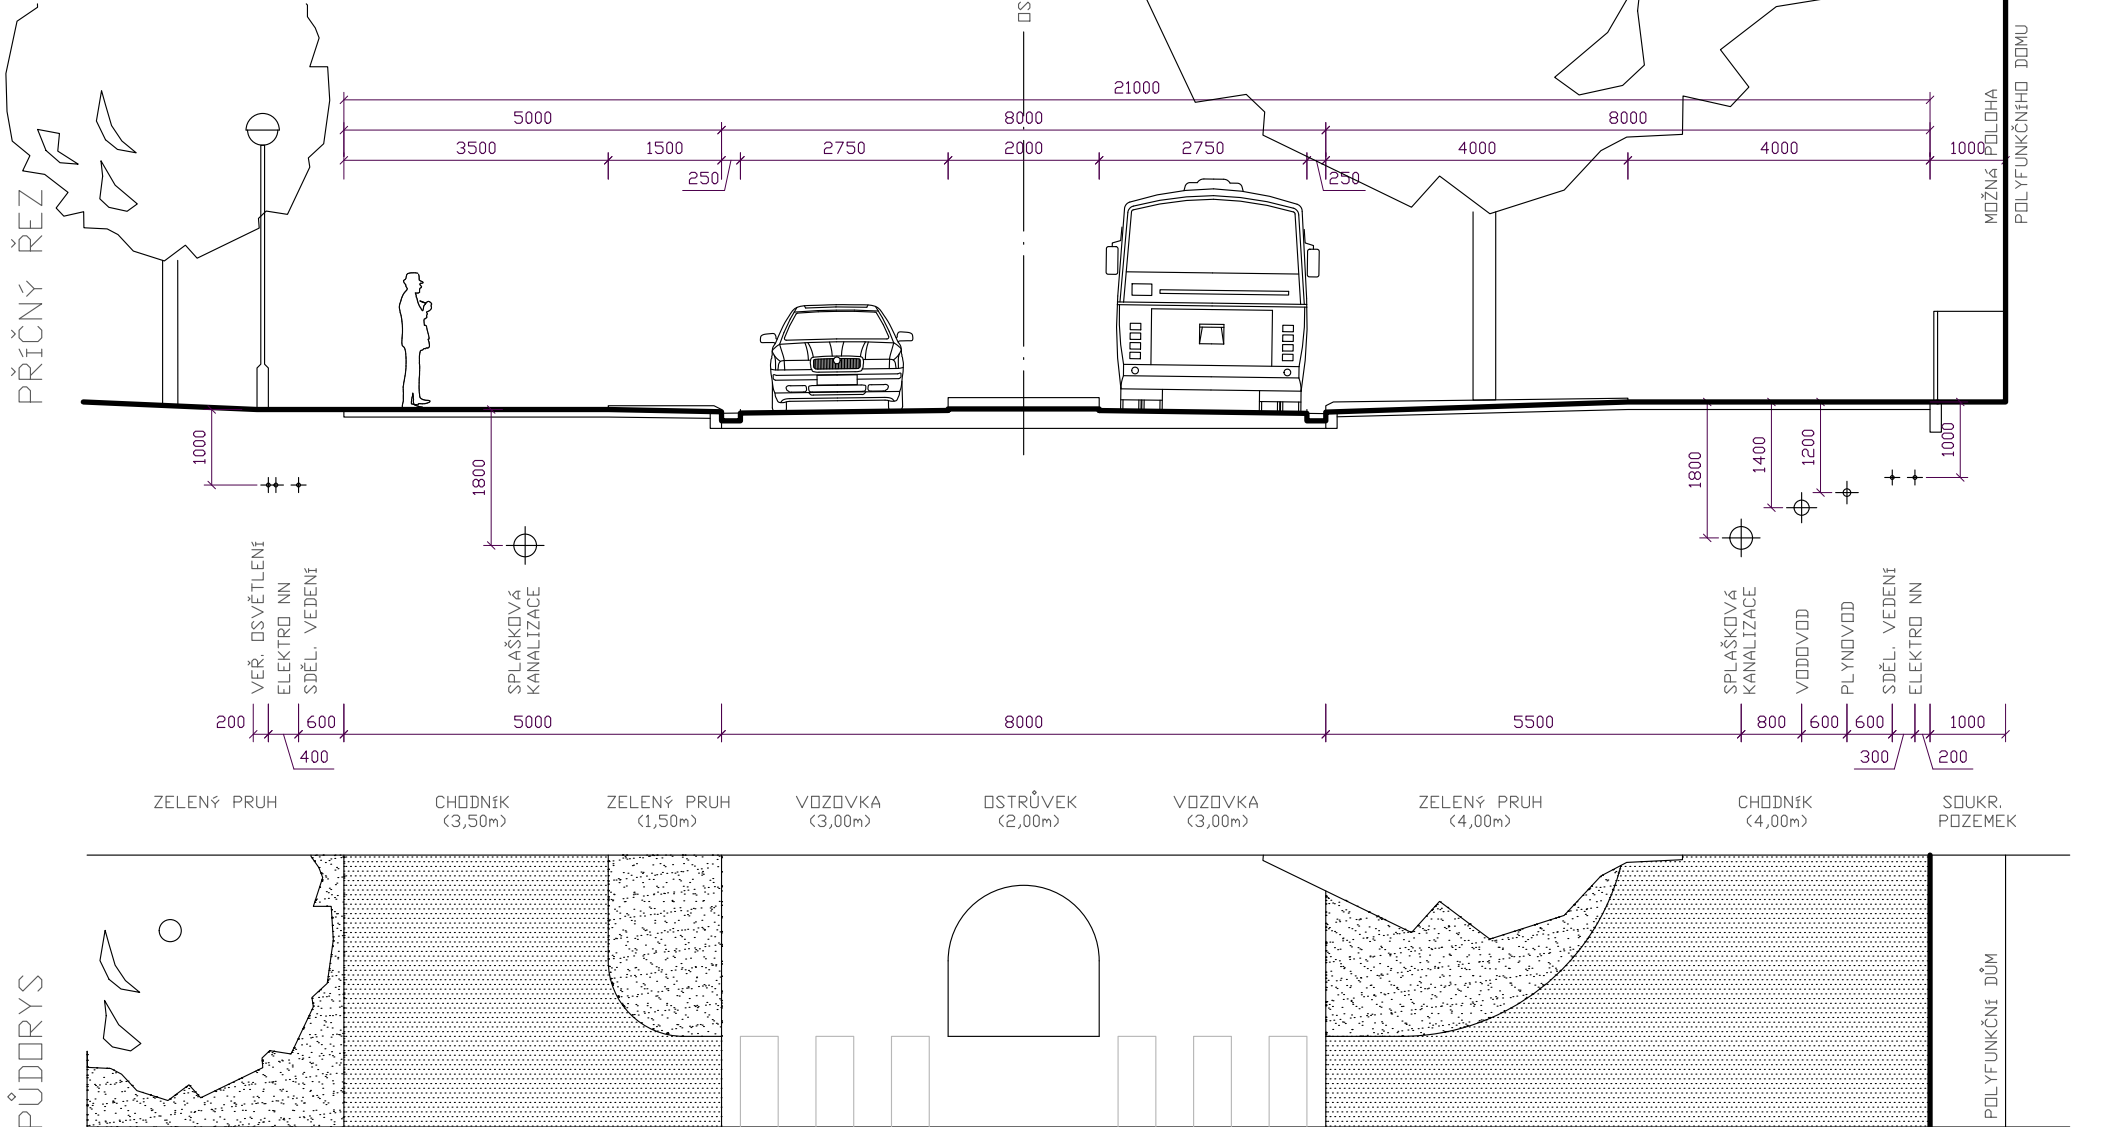 OS
21000
5000 8000 8000
3500 1500 2750 2000 2750 4000 4000 1000
250 250
MOŽNÁ POLOHA
POLYFUNKČNÍHO DOMU
PŘÍČNÝ ŘEZ
1000 1800 1800 1400 1200 1000
VEŘ. OSVĚTLENÍ
ELEKTRO NN
SDĚL. VEDENÍ
SPLAŠKOVÁ
KANALIZACE
SPLAŠKOVÁ
KANALIZACE
VODOVOD
PLYNOVOD
SDĚL. VEDENÍ
ELEKTRO NN
200 600 5000 8000 5500 800 600 600 1000
400 300 200
ZELENÝ PRUH CHODNÍK ZELENÝ PRUH VOZOVKA OSTRŮVEK VOZOVKA ZELENÝ PRUH CHODNÍK SOUKR.
(3,50m) (1,50m) (3,00m) (2,00m) (3,00m) (4,00m) (4,00m) POZEMEK
PŮDORYS
POLYFUNKČNÍ DŮM